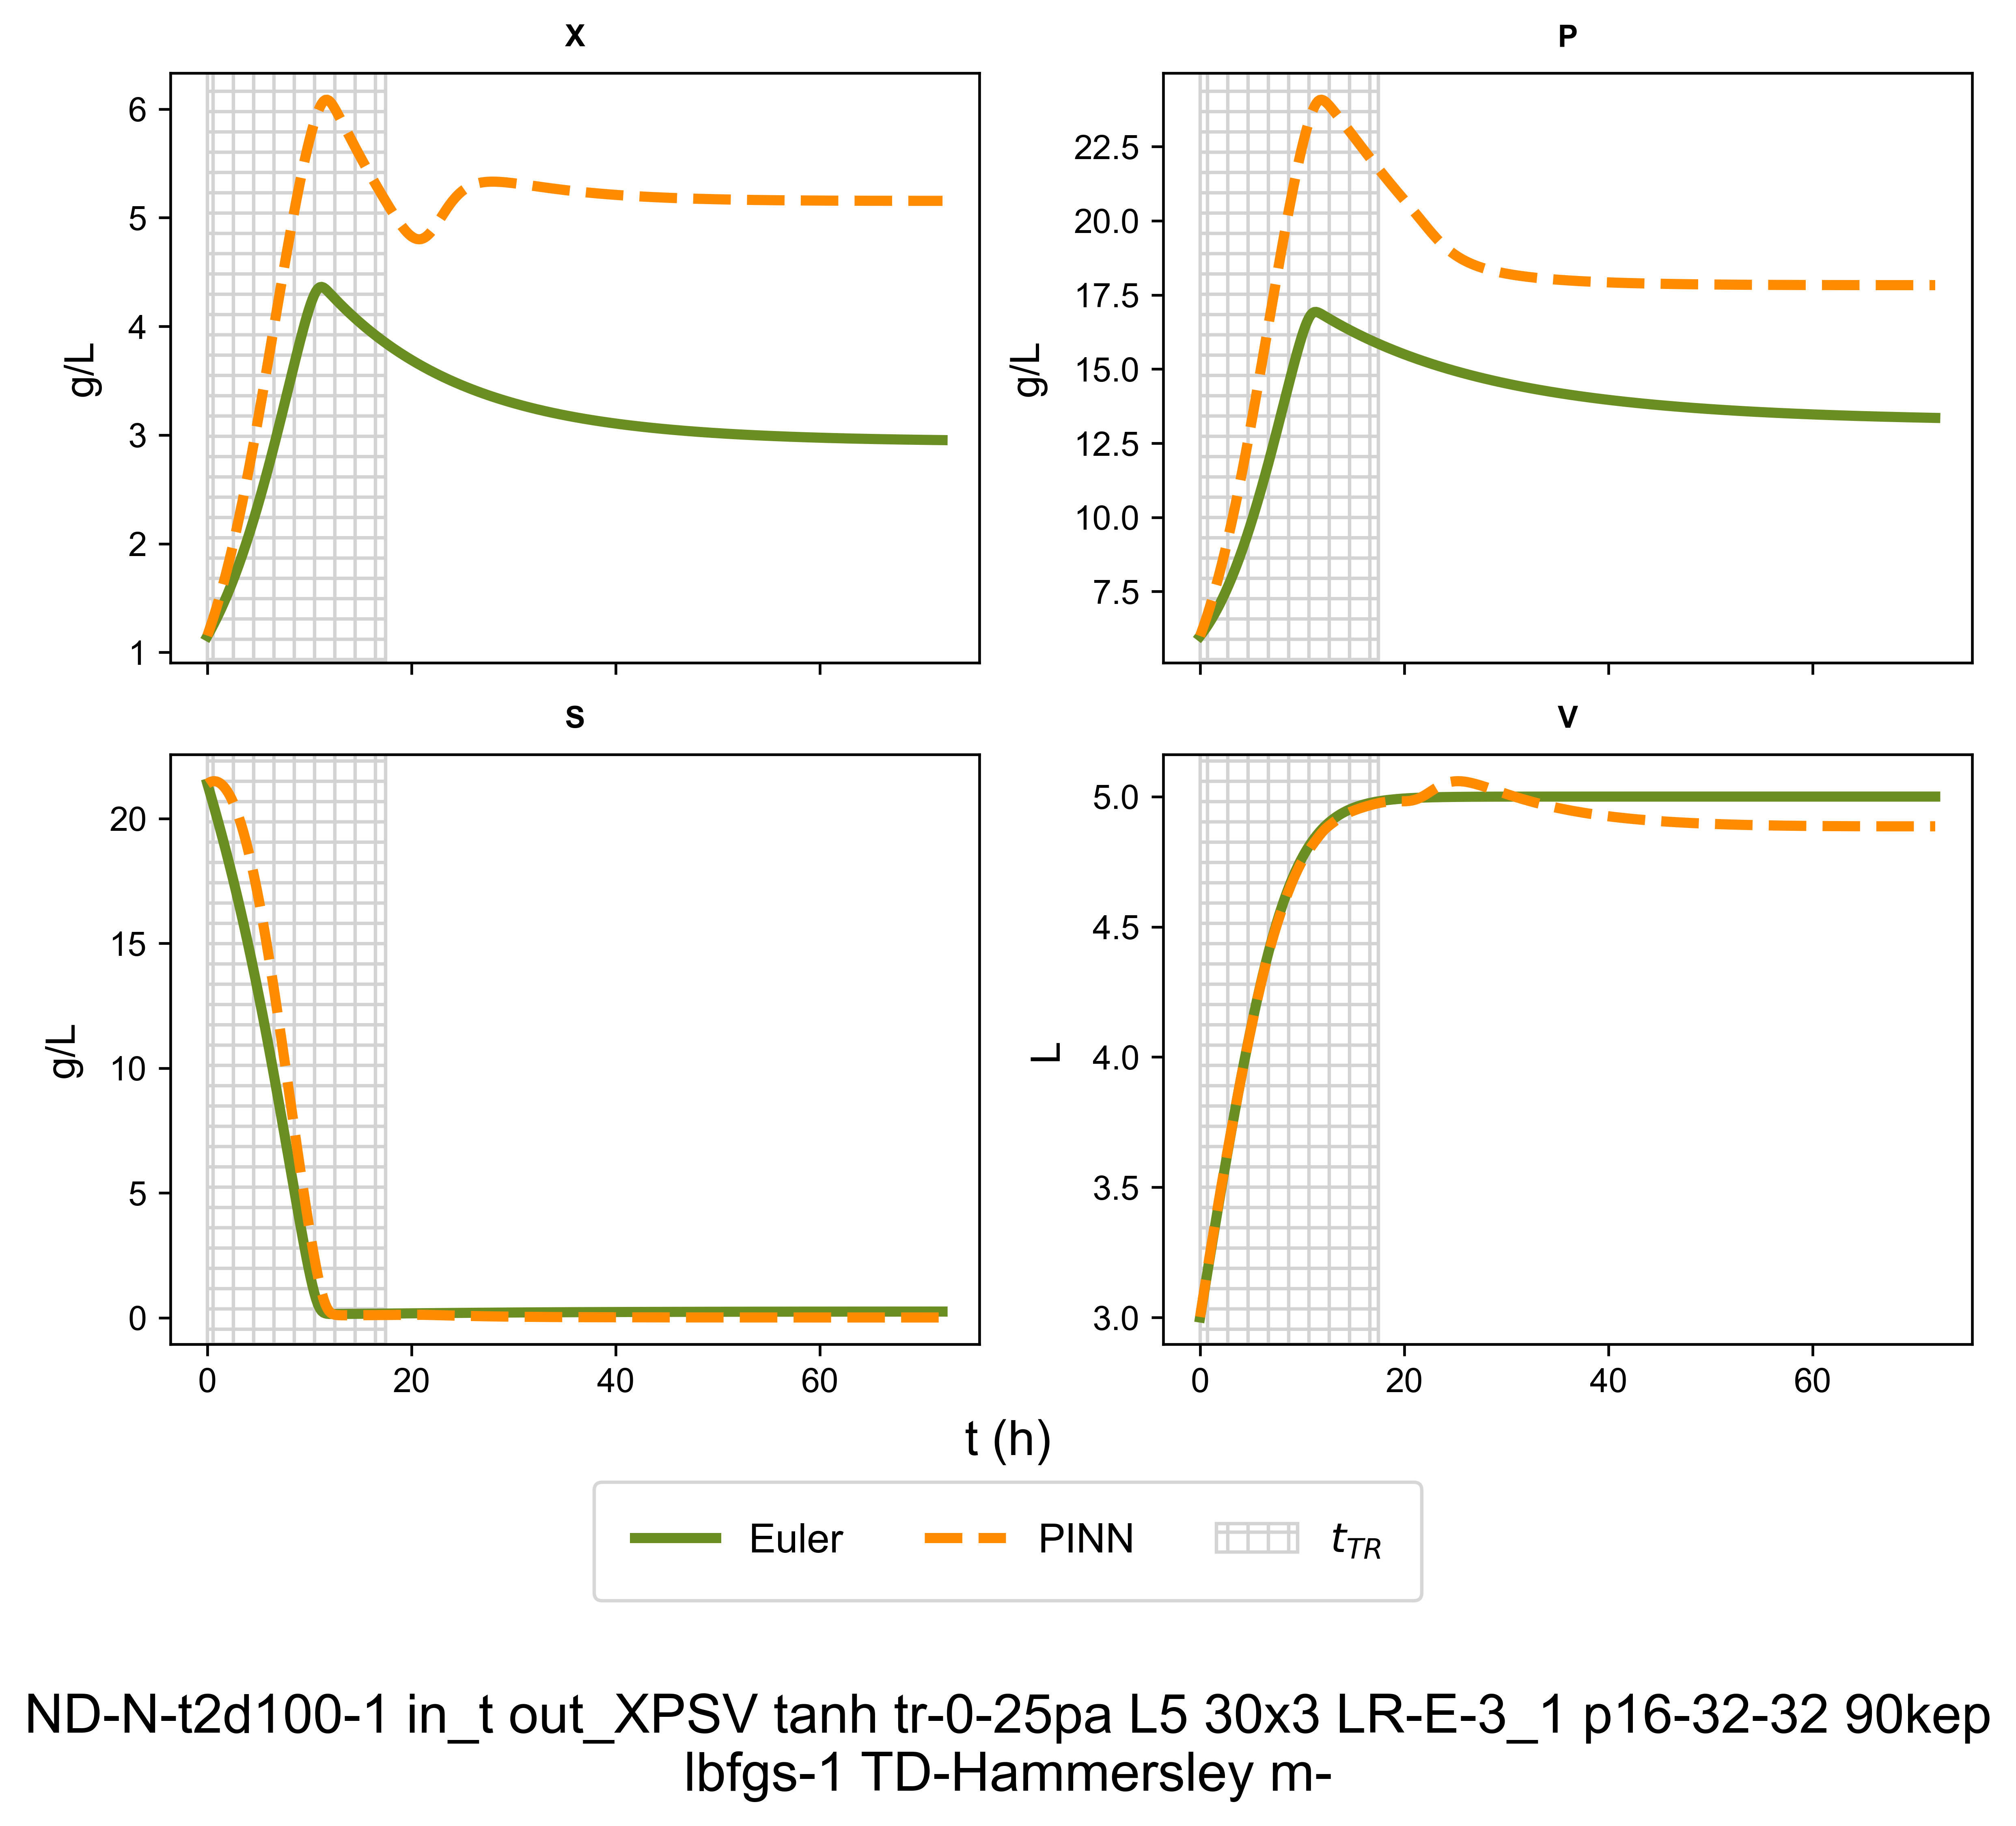 X
g/L
6
5
4
3
2
1
P
g/L
22.5
20.0
17.5
15.0
12.5
10.0
7.5
S
g/L
20
15
10
5
0
0 20 40 60
V
L
5.0
4.5
4.0
3.5
3.0
0 20 40 60
t (h)
Euler PINN t_TR
ND-N-t2d100-1 in_t out_XPSV tanh tr-0-25pa L5 30x3 LR-E-3_1 p16-32-32 90kep
lbfgs-1 TD-Hammersley m-